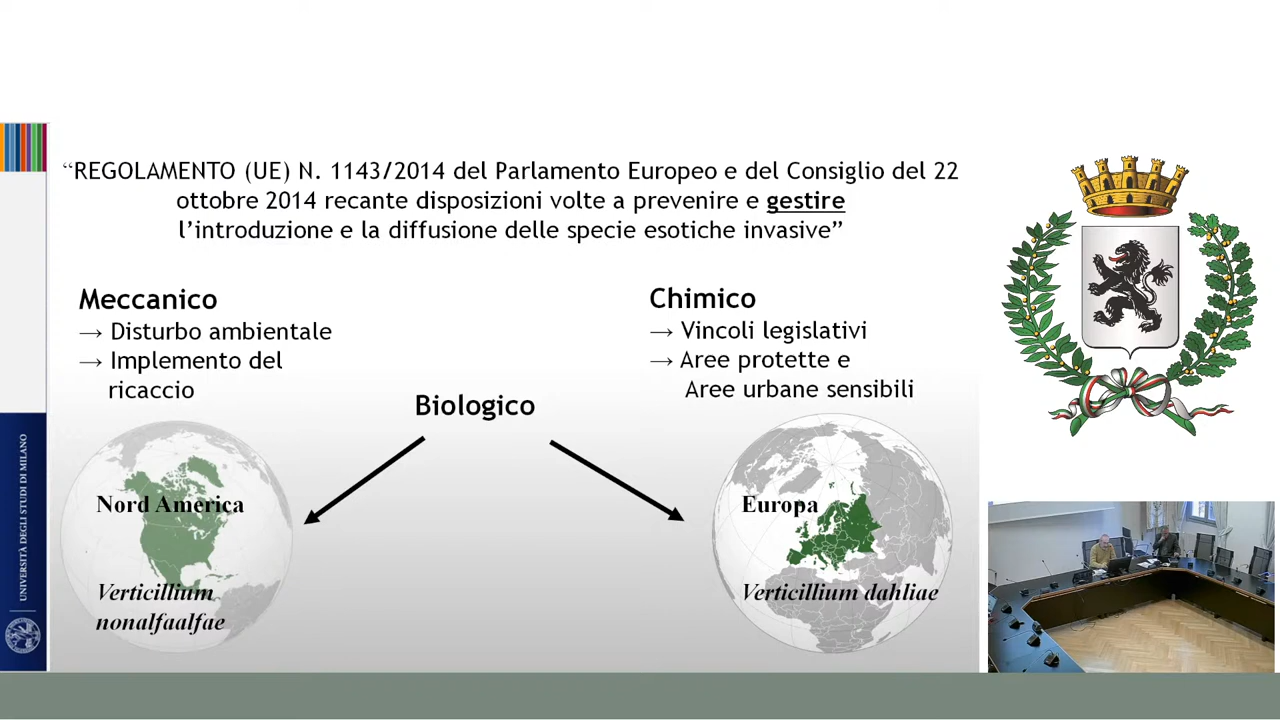 “REGOLAMENTO (UE) N. 1143/2014 del Parlamento Europeo e del Consiglio del 22
ottobre 2014 recante disposizioni volte a prevenire e gestire
l’introduzione e la diffusione delle specie esotiche invasive”
Meccanico
→ Disturbo ambientale
→ Implemento del
ricaccio
Chimico
→ Vincoli legislativi
→ Aree protette e
Aree urbane sensibili
Biologico
Nord America
Verticillium
nonalfaalfae
Europa
Verticillium dahliae
UNIVERSITÀ DEGLI STUDI DI MILANO